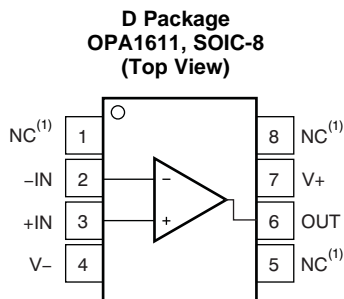 D Package
OPA1611, SOIC-8
(Top View)
NC(1) 1 8 NC(1)
–IN 2 – 7 V+
+IN 3 + 6 OUT
V– 4 5 NC(1)